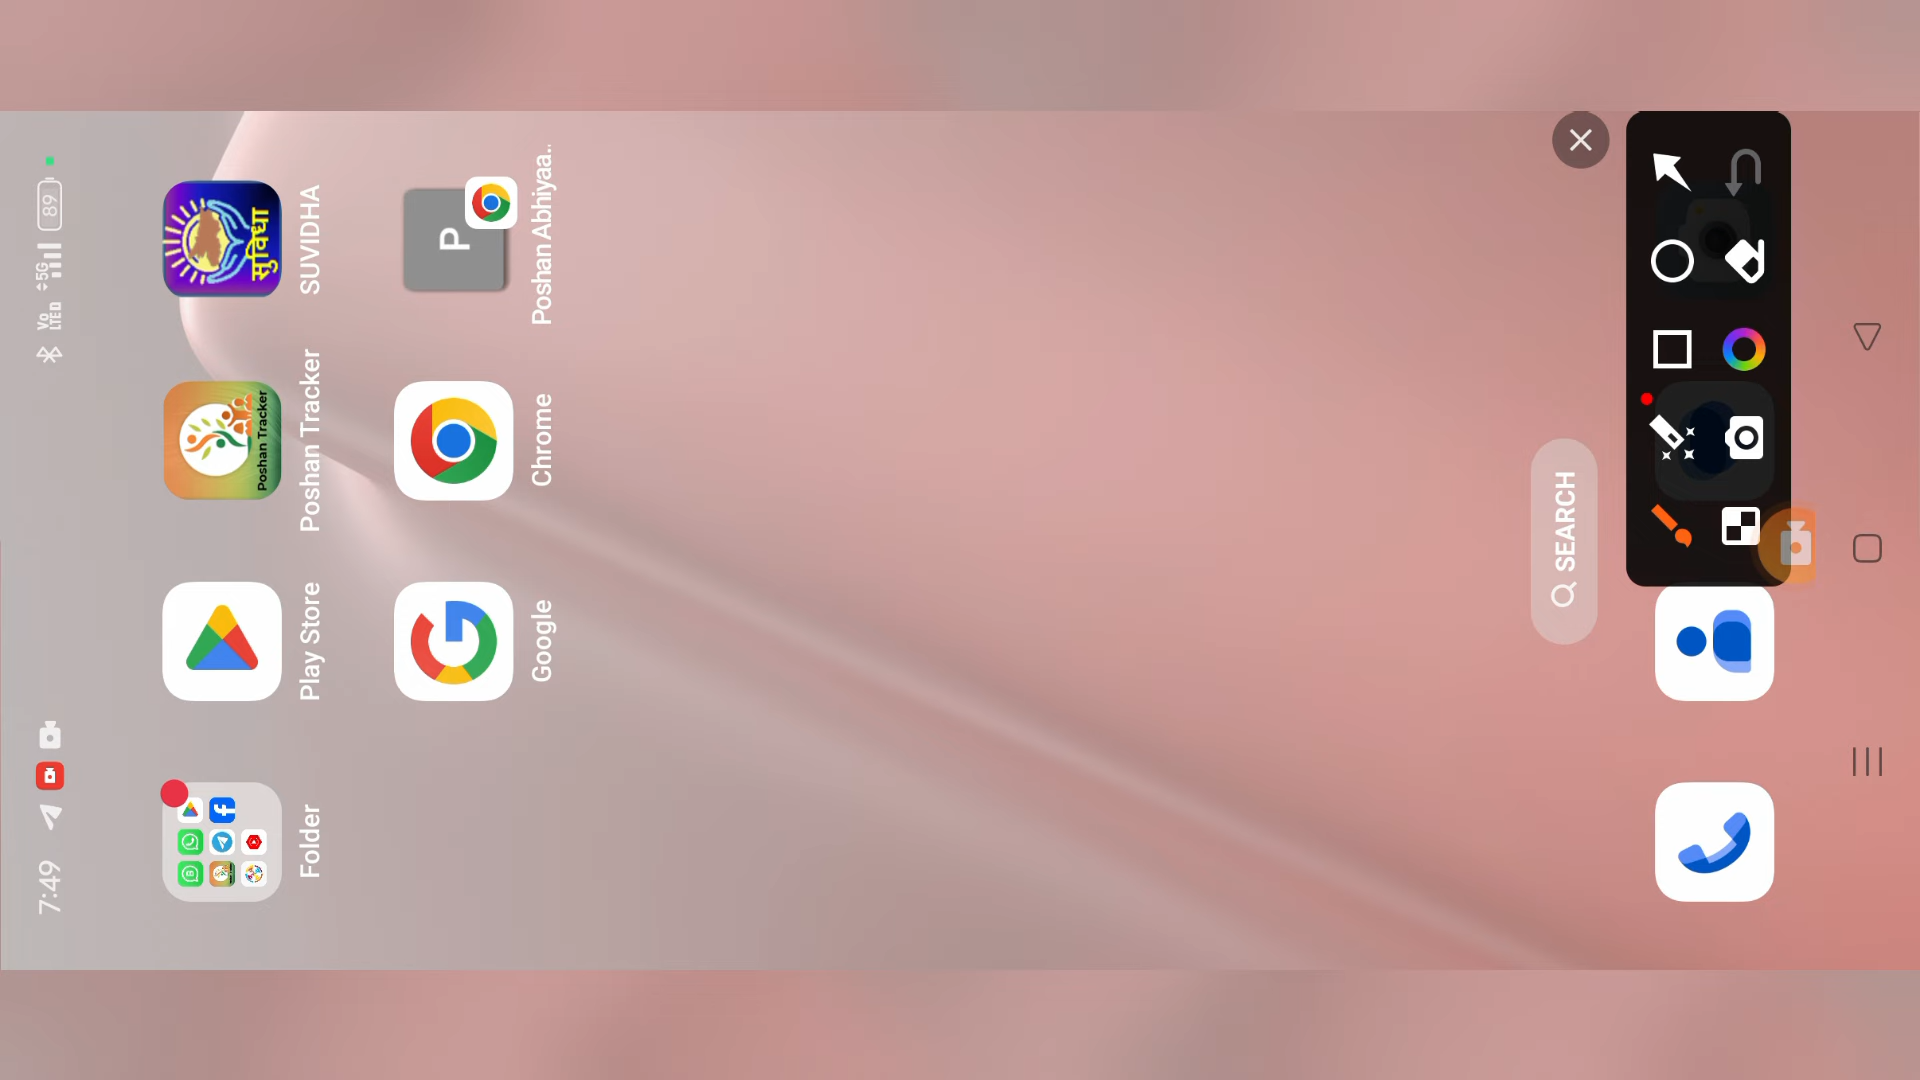 7:49
Vo
LTE
5G
89
Folder
Play Store
Poshan Tracker
Poshan Tracker
सुविधा
SUVIDHA
Google
Chrome
P
Poshan Abhiyaa..
SEARCH